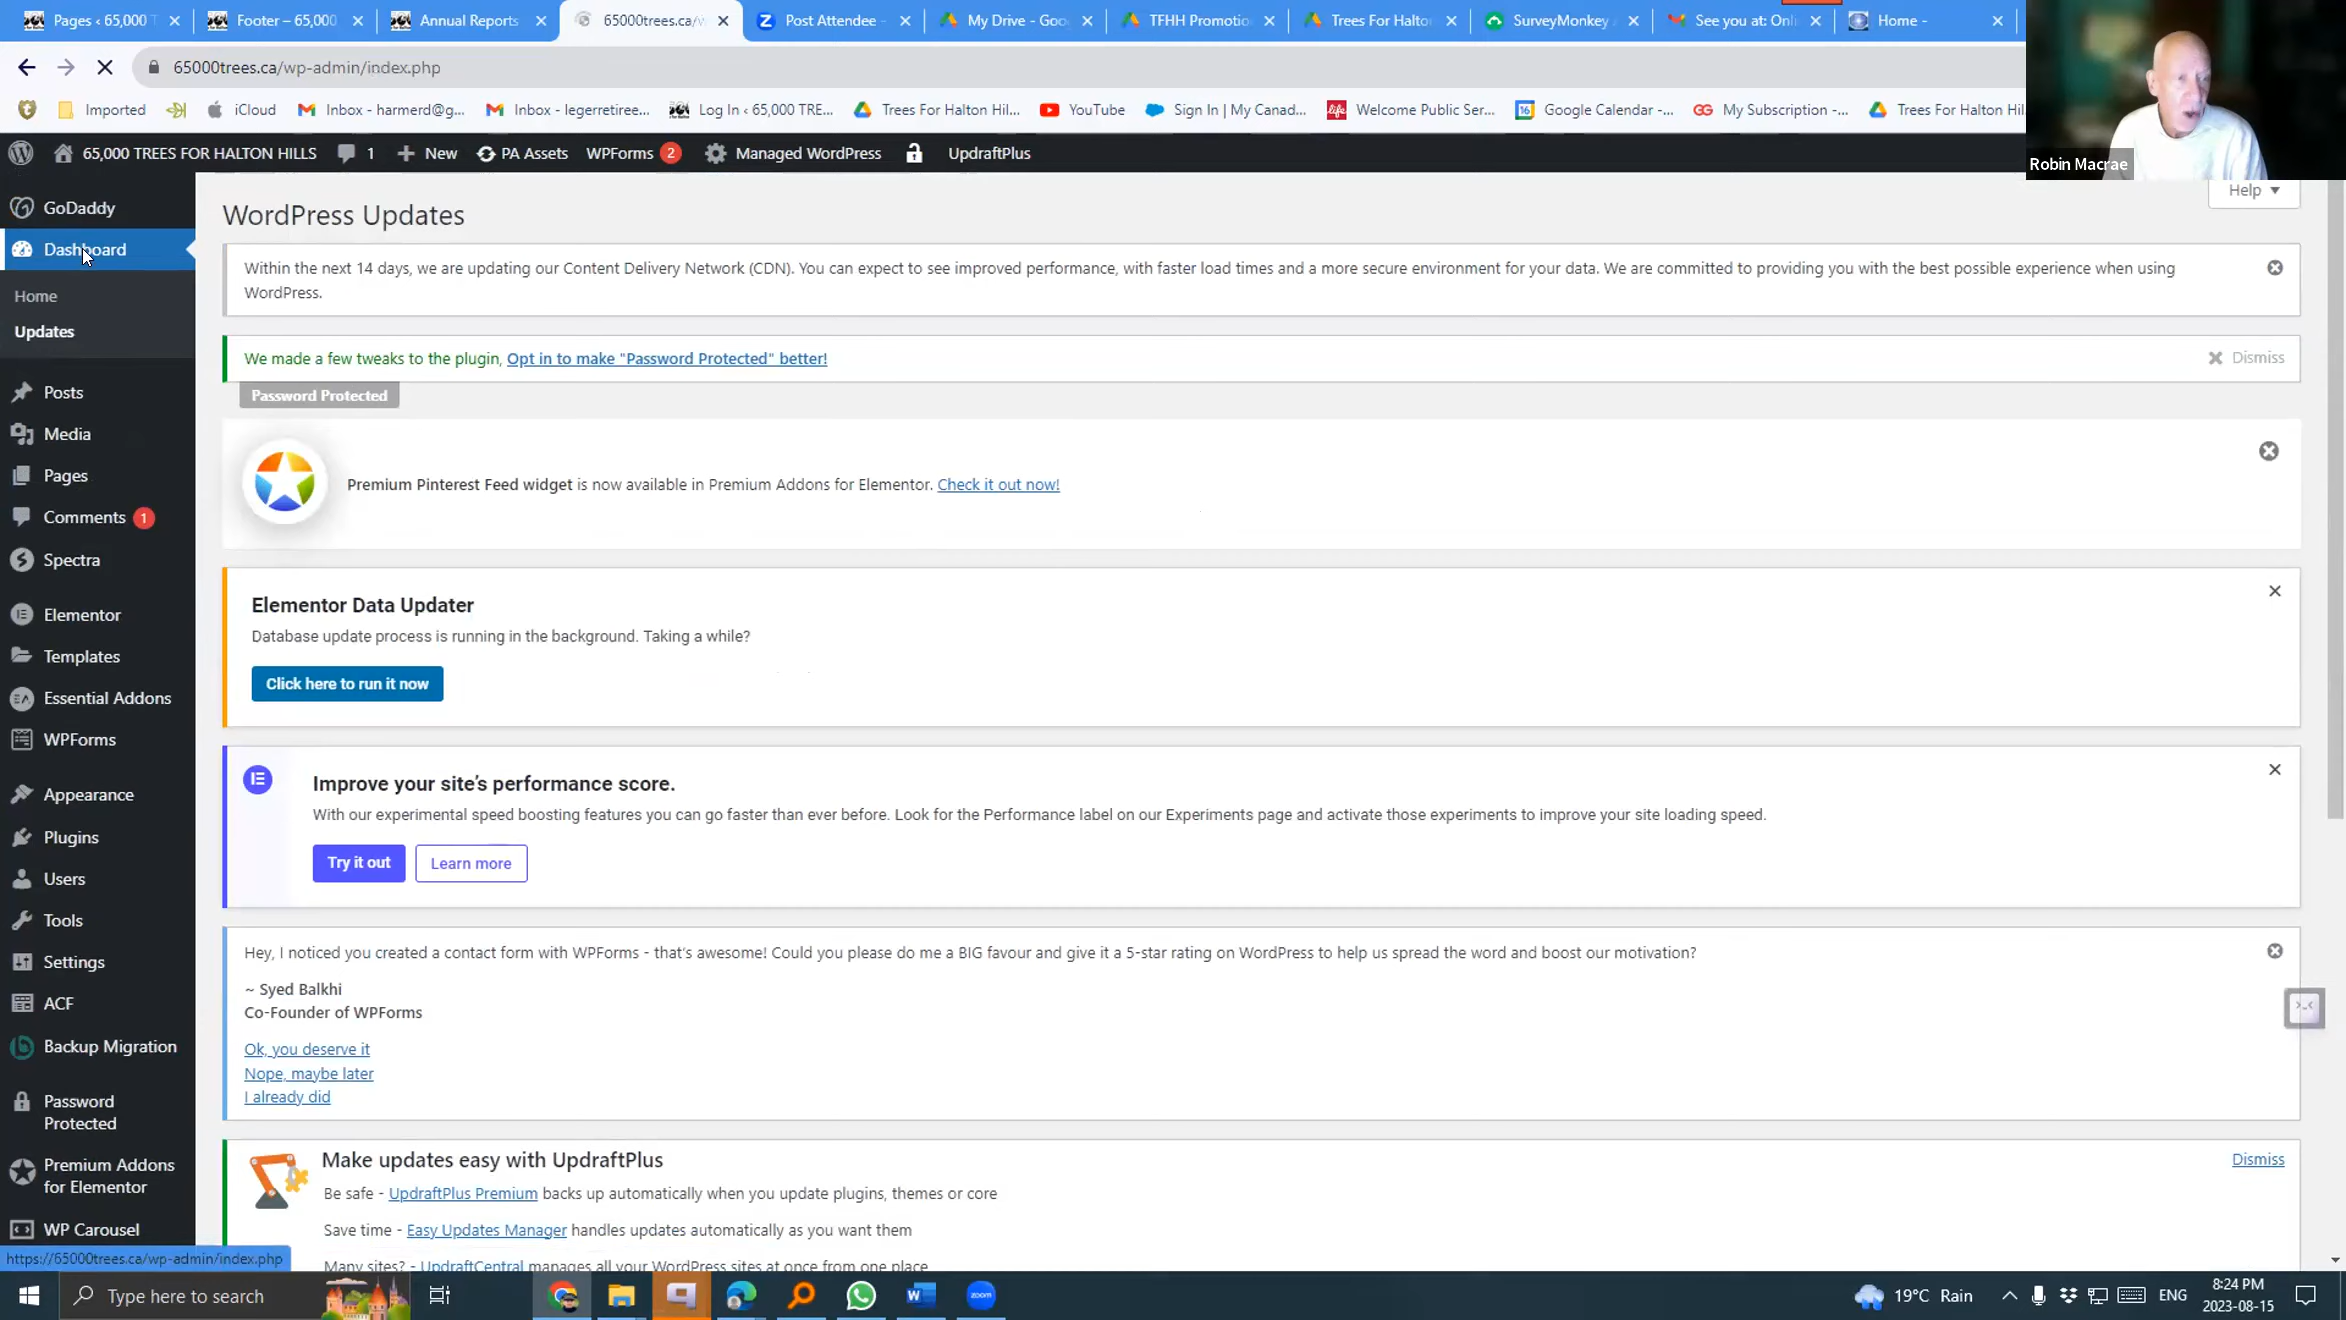 Pages ‹ 65,000 T
Footer – 65,000
Annual Reports
65000trees.ca/w
Post Attendee -
My Drive - Goo
TFHH Promotio
Trees For Halto
SurveyMonkey
See you at: Onli
Home -
65000trees.ca/wp-admin/index.php
Imported
iCloud
Inbox - harmerd@g...
Inbox - legerretiree...
Log In ‹ 65,000 TRE...
Trees For Halton Hil...
YouTube
Sign In | My Canad...
Welcome Public Ser...
Google Calendar -...
GG My Subscription -...
Trees For Halton Hil
Robin Macrae
65,000 TREES FOR HALTON HILLS
1
New
PA Assets
WPForms 2
Managed WordPress
UpdraftPlus
Help
GoDaddy
Dashboard
Home
Updates
Posts
Media
Pages
Comments 1
Spectra
Elementor
Templates
Essential Addons
WPForms
Appearance
Plugins
Users
Tools
Settings
ACF
Backup Migration
Password
Protected
Premium Addons
for Elementor
WP Carousel
https://65000trees.ca/wp-admin/index.php
WordPress Updates
Within the next 14 days, we are updating our Content Delivery Network (CDN). You can expect to see improved performance, with faster load times and a more secure environment for your data. We are committed to providing you with the best possible experience when using
WordPress.
We made a few tweaks to the plugin, Opt in to make "Password Protected" better!
Dismiss
Password Protected
Premium Pinterest Feed widget is now available in Premium Addons for Elementor. Check it out now!
Elementor Data Updater
Database update process is running in the background. Taking a while?
Click here to run it now
Improve your site's performance score.
With our experimental speed boosting features you can go faster than ever before. Look for the Performance label on our Experiments page and activate those experiments to improve your site loading speed.
Try it out
Learn more
Hey, I noticed you created a contact form with WPForms - that's awesome! Could you please do me a BIG favour and give it a 5-star rating on WordPress to help us spread the word and boost our motivation?
~ Syed Balkhi
Co-Founder of WPForms
Ok, you deserve it
Nope, maybe later
I already did
Make updates easy with UpdraftPlus
Dismiss
Be safe - UpdraftPlus Premium backs up automatically when you update plugins, themes or core
Save time - Easy Updates Manager handles updates automatically as you want them
Many sites? - UpdraftCentral manages all your WordPress sites at once from one place
Type here to search
zoom
19°C Rain
ENG
8:24 PM
2023-08-15